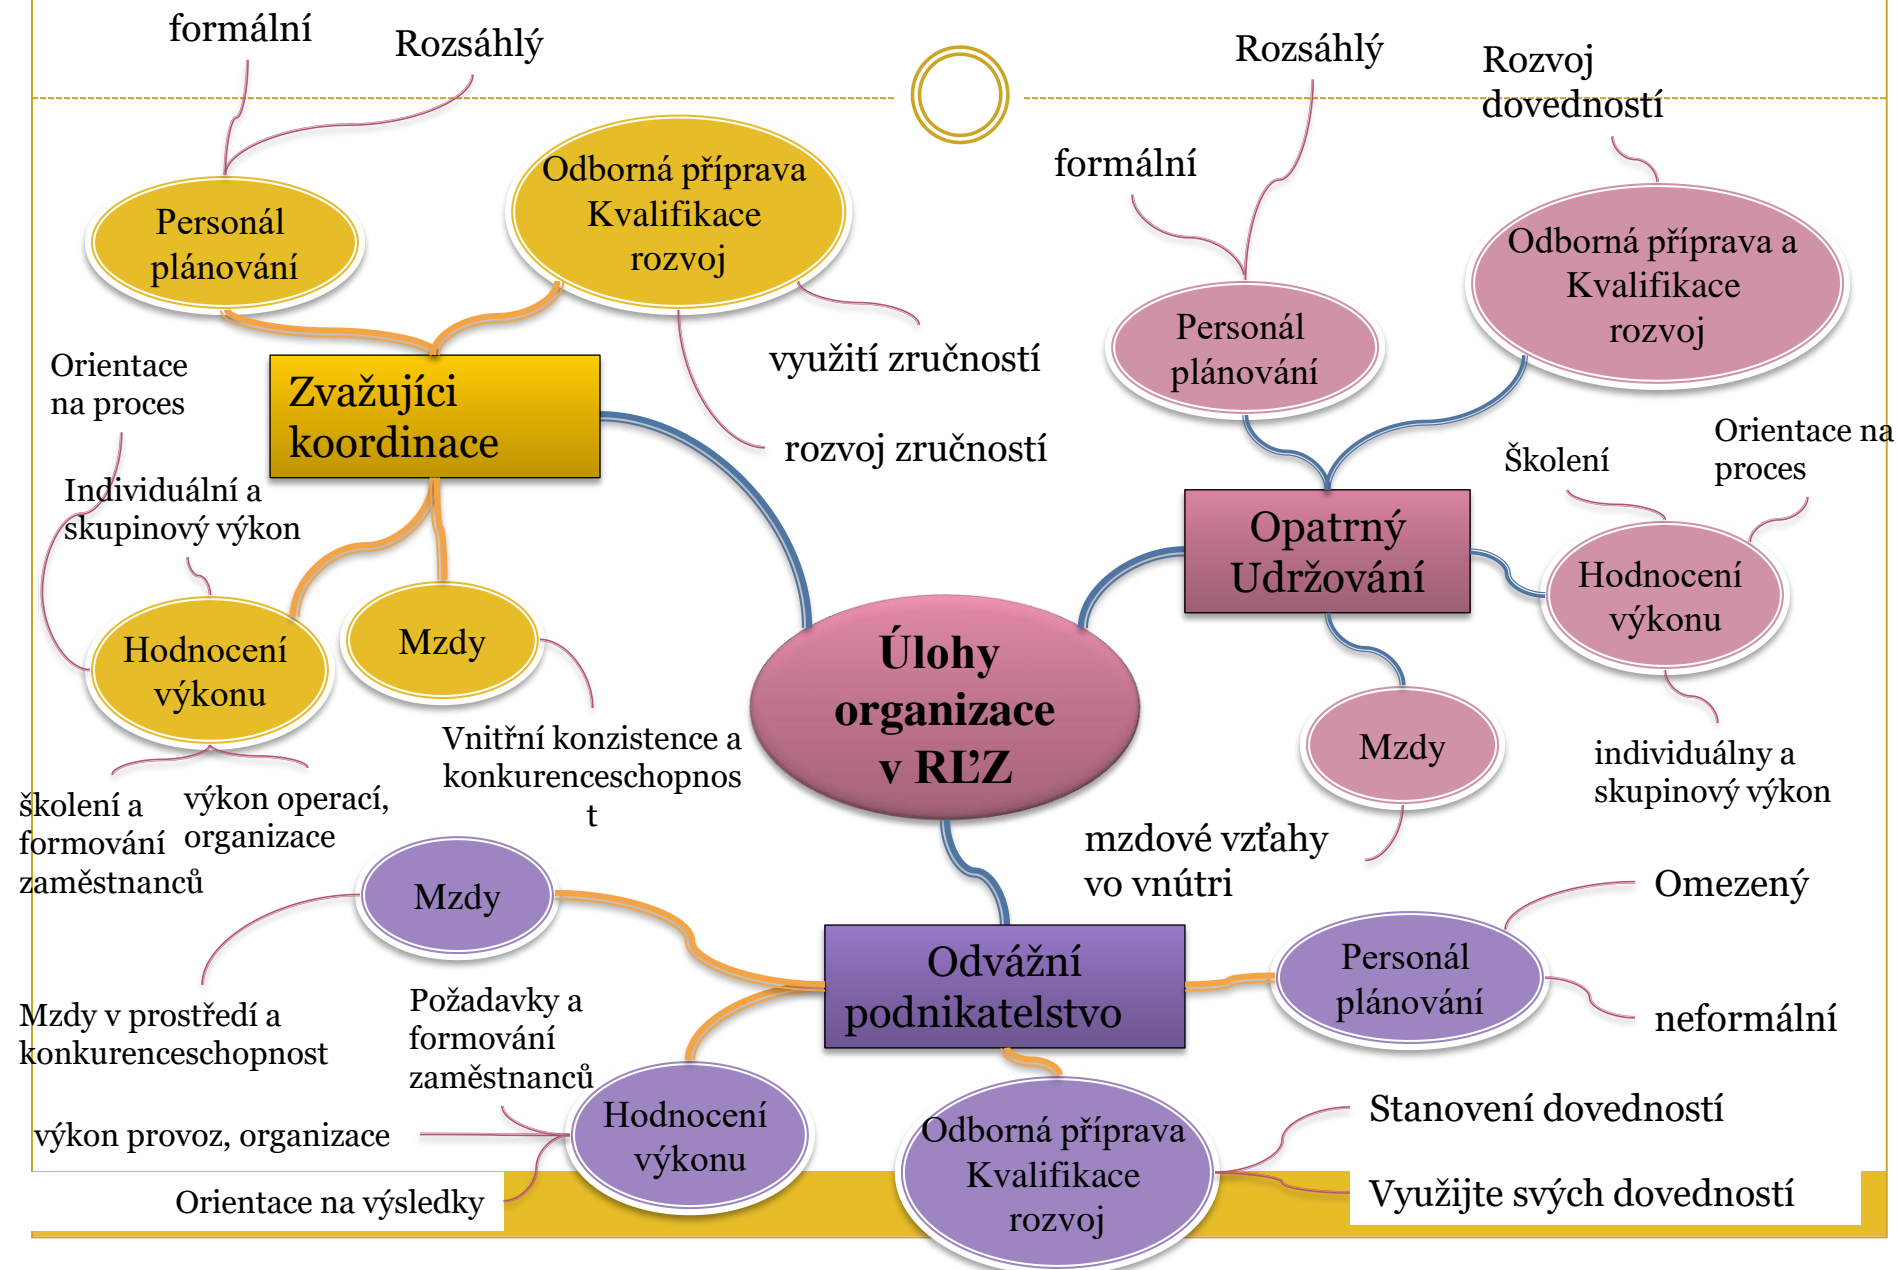 formální
Rozsáhlý
Personál
plánování
Odborná příprava
Kvalifikace
rozvoj
využití zručností
rozvoj zručností
Zvažujíci
koordinace
Orientace
na proces
Individuální a
skupinový výkon
Hodnocení
výkonu
Mzdy
školení a
formování
zaměstnanců
výkon operací,
organizace
Vnitřní konzistence a
konkurenceschopnos
t
Rozsáhlý
formální
Rozvoj
dovedností
Personál
plánování
Odborná příprava a
Kvalifikace
rozvoj
Opatrný
Udržování
Školení
Orientace na
proces
Hodnocení
výkonu
individuálny a
skupinový výkon
Mzdy
mzdové vzťahy
vo vnútri
Úlohy
organizace
v RĽZ
Mzdy
Mzdy v prostředí a
konkurenceschopnost
Požadavky a
formování
zaměstnanců
výkon provoz, organizace
Orientace na výsledky
Hodnocení
výkonu
Odvážní
podnikatelstvo
Personál
plánování
Omezený
neformální
Odborná příprava
Kvalifikace
rozvoj
Stanovení dovedností
Využijte svých dovedností